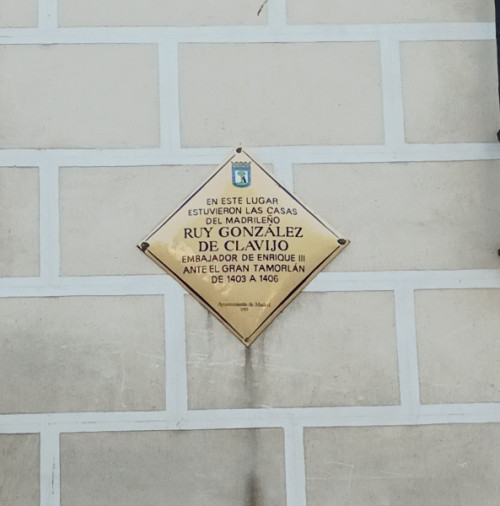 EN ESTE LUGAR
ESTUVIERON LAS CASAS
DEL MADRILEÑO
RUY GONZÁLEZ
DE CLAVIJO
EMBAJADOR DE ENRIQUE III
ANTE EL GRAN TAMORLÁN
DE 1403 A 1406
Ayuntamiento de Madrid